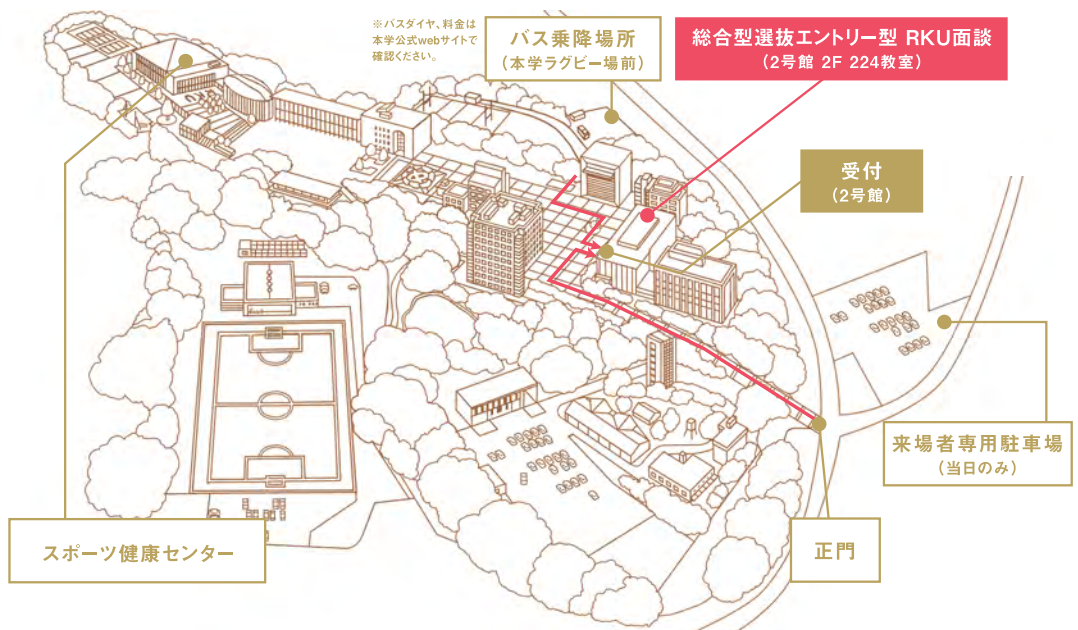 ※バスダイヤ、料金は
本学公式webサイトで
確認ください。
バス乗降場所
（本学ラグビー場前）
総合型選抜エントリー型 RKU面談
（2号館 2F 224教室）
受付
（2号館）
来場者専用駐車場
（当日のみ）
スポーツ健康センター
正門